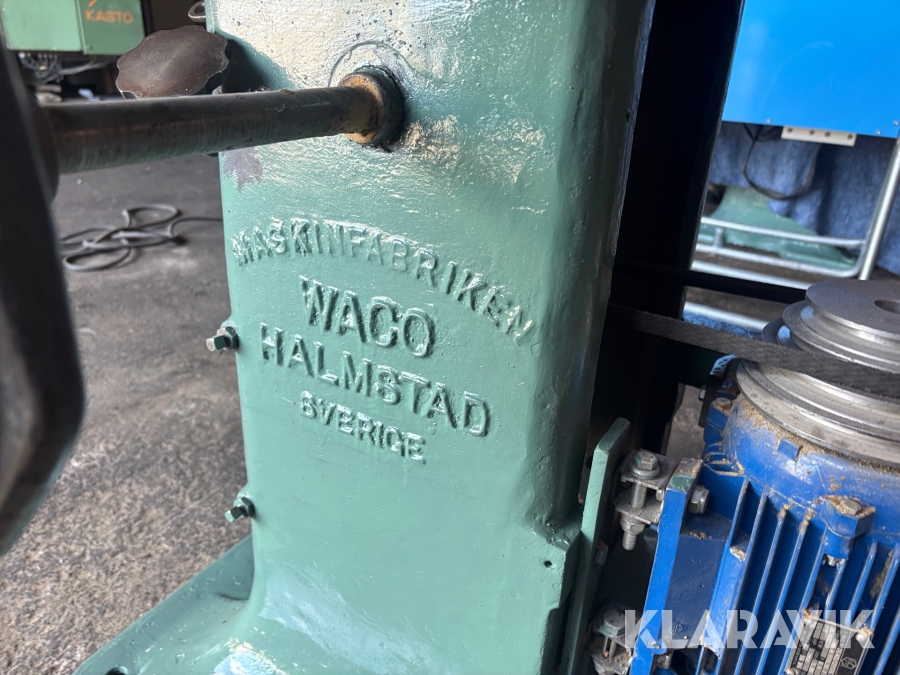 KASTO
MASKINFABRIKEN
WACO
HALMSTAD
SVERIGE
KLARAVIK